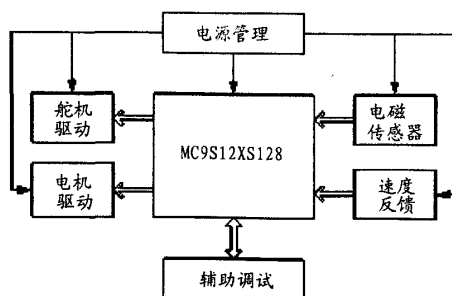 电源管理
舵机
驱动
MC9S12XS128
电磁
传感器
电机
驱动
速度
反馈
辅助调试